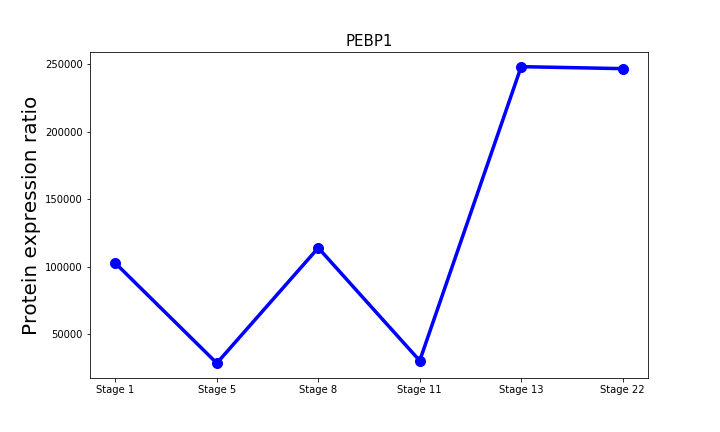 PEBP1
Protein expression ratio
250000
200000
150000
100000
50000
Stage 1
Stage 5
Stage 8
Stage 11
Stage 13
Stage 22